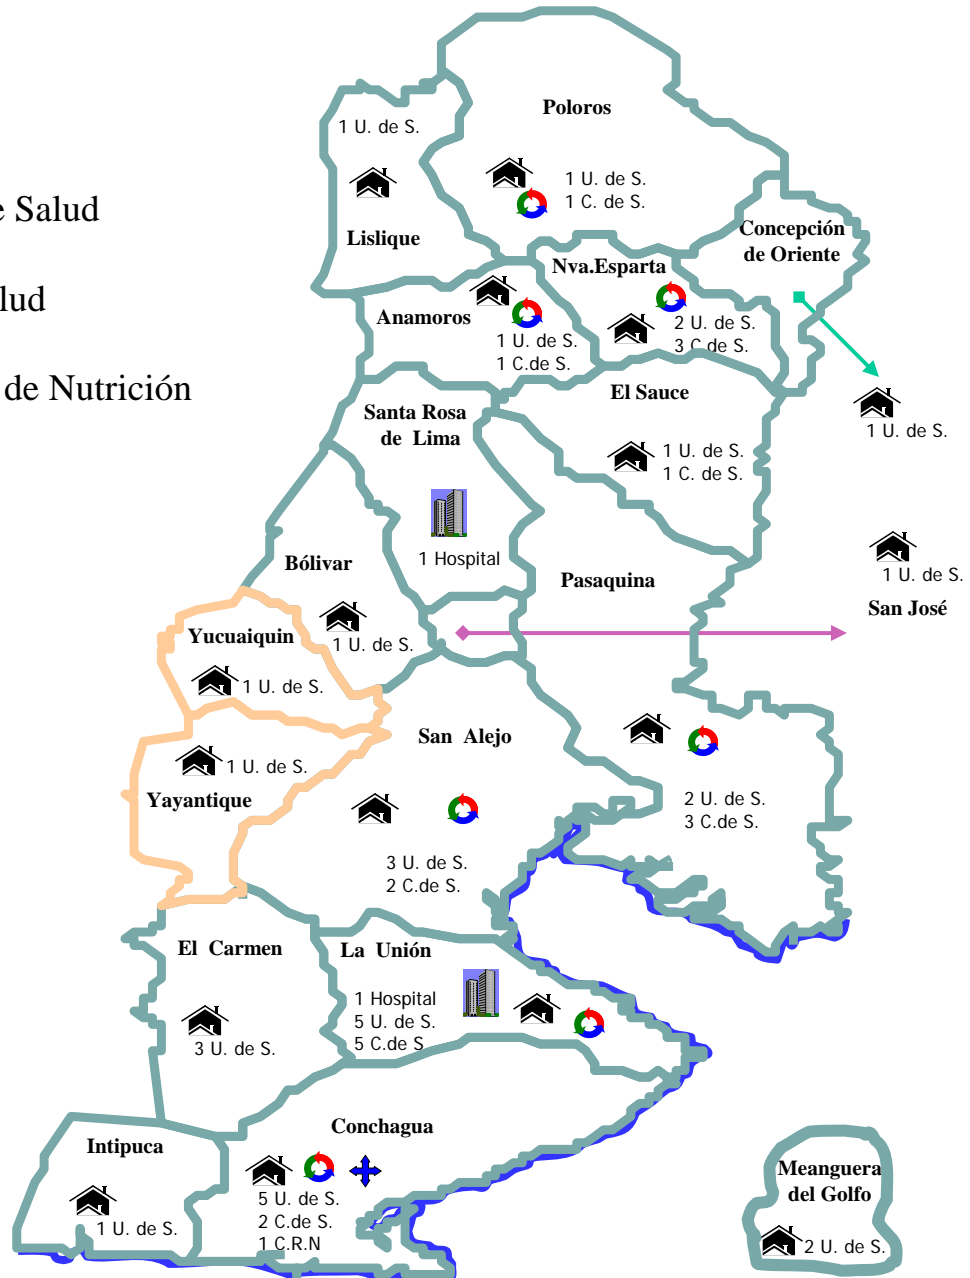 e Salud
lud
de Nutrición
1 U. de S.
Lislique
Poloros
1 U. de S.
1 C. de S.
Concepción
de Oriente
1 U. de S.
Nva.Esparta
2 U. de S.
3 C.de S.
Anamoros
1 U. de S.
1 C.de S.
El Sauce
1 U. de S.
1 C. de S.
Santa Rosa
de Lima
1 Hospital
Bólivar
1 U. de S.
Pasaquina
2 U. de S.
3 C.de S.
1 U. de S.
San José
Yucuaiquin
1 U. de S.
1 U. de S.
Yayantique
San Alejo
3 U. de S.
2 C.de S.
El Carmen
3 U. de S.
La Unión
1 Hospital
5 U. de S.
5 C.de S
Conchagua
5 U. de S.
2 C.de S.
1 C.R.N
Intipuca
1 U. de S.
Meanguera
del Golfo
2 U. de S.